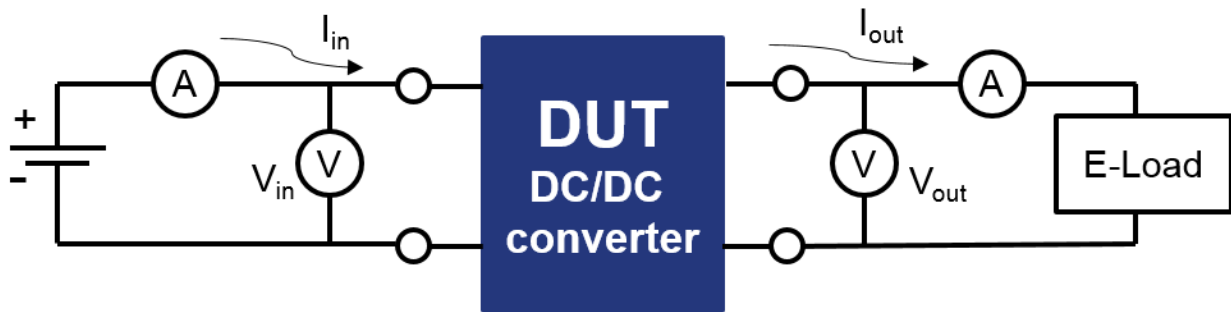 I_in
I_out
A
A
+
-
V
V_in
DUT
DC/DC
converter
V
V_out
E-Load